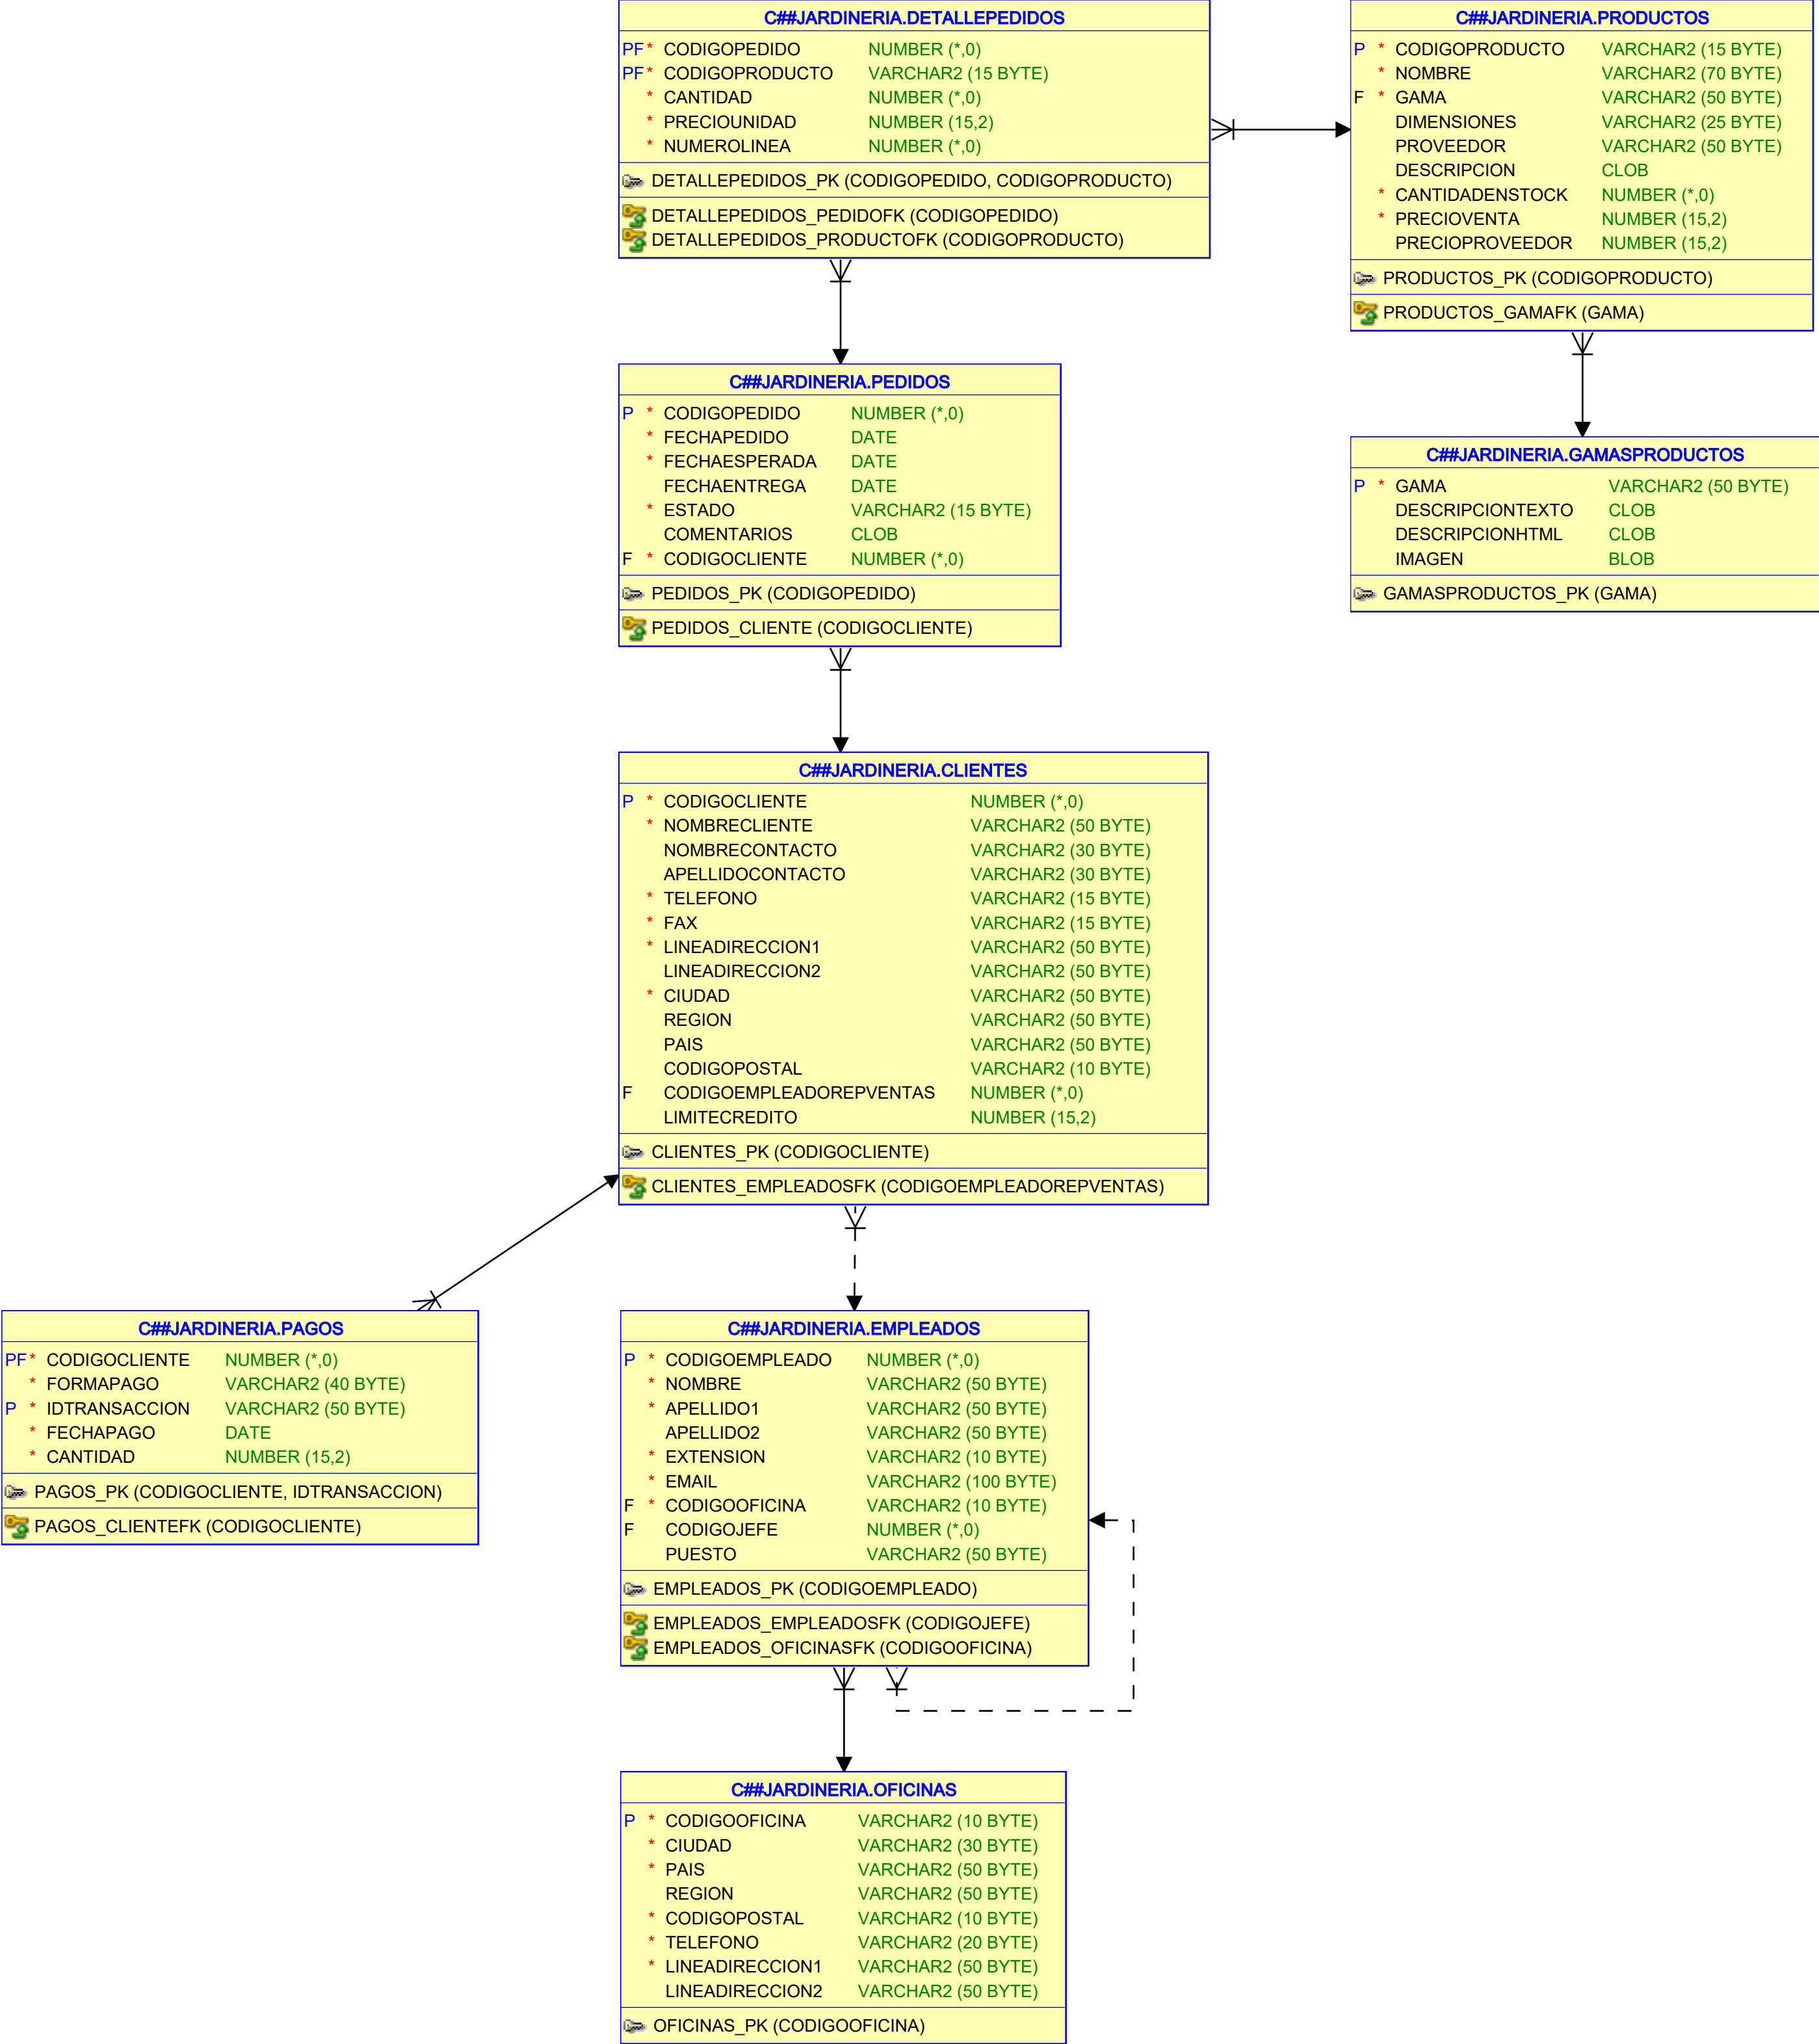 C##JARDINERIA.DETALLEPEDIDOS
PF* CODIGOPEDIDO NUMBER (*,0)
PF* CODIGOPRODUCTO VARCHAR2 (15 BYTE)
* CANTIDAD NUMBER (*,0)
* PRECIOUNIDAD NUMBER (15,2)
* NUMEROLINEA NUMBER (*,0)
DETALLEPEDIDOS_PK (CODIGOPEDIDO, CODIGOPRODUCTO)
DETALLEPEDIDOS_PEDIDOFK (CODIGOPEDIDO)
DETALLEPEDIDOS_PRODUCTOFK (CODIGOPRODUCTO)
C##JARDINERIA.PRODUCTOS
P * CODIGOPRODUCTO VARCHAR2 (15 BYTE)
* NOMBRE VARCHAR2 (70 BYTE)
F * GAMA VARCHAR2 (50 BYTE)
DIMENSIONES VARCHAR2 (25 BYTE)
PROVEEDOR VARCHAR2 (50 BYTE)
DESCRIPCION CLOB
* CANTIDADENSTOCK NUMBER (*,0)
* PRECIOVENTA NUMBER (15,2)
PRECIOPROVEEDOR NUMBER (15,2)
PRODUCTOS_PK (CODIGOPRODUCTO)
PRODUCTOS_GAMAFK (GAMA)
C##JARDINERIA.PEDIDOS
P * CODIGOPEDIDO NUMBER (*,0)
* FECHAPEDIDO DATE
* FECHAESPERADA DATE
FECHAENTREGA DATE
* ESTADO VARCHAR2 (15 BYTE)
COMENTARIOS CLOB
F * CODIGOCLIENTE NUMBER (*,0)
PEDIDOS_PK (CODIGOPEDIDO)
PEDIDOS_CLIENTE (CODIGOCLIENTE)
C##JARDINERIA.GAMASPRODUCTOS
P * GAMA VARCHAR2 (50 BYTE)
DESCRIPCIONTEXTO CLOB
DESCRIPCIONHTML CLOB
IMAGEN BLOB
GAMASPRODUCTOS_PK (GAMA)
C##JARDINERIA.CLIENTES
P * CODIGOCLIENTE NUMBER (*,0)
* NOMBRECLIENTE VARCHAR2 (50 BYTE)
NOMBRECONTACTO VARCHAR2 (30 BYTE)
APELLIDOCONTACTO VARCHAR2 (30 BYTE)
* TELEFONO VARCHAR2 (15 BYTE)
* FAX VARCHAR2 (15 BYTE)
* LINEADIRECCION1 VARCHAR2 (50 BYTE)
LINEADIRECCION2 VARCHAR2 (50 BYTE)
* CIUDAD VARCHAR2 (50 BYTE)
REGION VARCHAR2 (50 BYTE)
PAIS VARCHAR2 (50 BYTE)
CODIGOPOSTAL VARCHAR2 (10 BYTE)
F CODIGOEMPLEADOREPVENTAS NUMBER (*,0)
LIMITECREDITO NUMBER (15,2)
CLIENTES_PK (CODIGOCLIENTE)
CLIENTES_EMPLEADOSFK (CODIGOEMPLEADOREPVENTAS)
C##JARDINERIA.PAGOS
PF* CODIGOCLIENTE NUMBER (*,0)
* FORMAPAGO VARCHAR2 (40 BYTE)
P * IDTRANSACCION VARCHAR2 (50 BYTE)
* FECHAPAGO DATE
* CANTIDAD NUMBER (15,2)
PAGOS_PK (CODIGOCLIENTE, IDTRANSACCION)
PAGOS_CLIENTEFK (CODIGOCLIENTE)
C##JARDINERIA.EMPLEADOS
P * CODIGOEMPLEADO NUMBER (*,0)
* NOMBRE VARCHAR2 (50 BYTE)
* APELLIDO1 VARCHAR2 (50 BYTE)
APELLIDO2 VARCHAR2 (50 BYTE)
* EXTENSION VARCHAR2 (10 BYTE)
* EMAIL VARCHAR2 (100 BYTE)
F * CODIGOOFICINA VARCHAR2 (10 BYTE)
F CODIGOJEFE NUMBER (*,0)
PUESTO VARCHAR2 (50 BYTE)
EMPLEADOS_PK (CODIGOEMPLEADO)
EMPLEADOS_EMPLEADOSFK (CODIGOJEFE)
EMPLEADOS_OFICINASFK (CODIGOOFICINA)
C##JARDINERIA.OFICINAS
P * CODIGOOFICINA VARCHAR2 (10 BYTE)
* CIUDAD VARCHAR2 (30 BYTE)
* PAIS VARCHAR2 (50 BYTE)
REGION VARCHAR2 (50 BYTE)
* CODIGOPOSTAL VARCHAR2 (10 BYTE)
* TELEFONO VARCHAR2 (20 BYTE)
* LINEADIRECCION1 VARCHAR2 (50 BYTE)
LINEADIRECCION2 VARCHAR2 (50 BYTE)
OFICINAS_PK (CODIGOOFICINA)